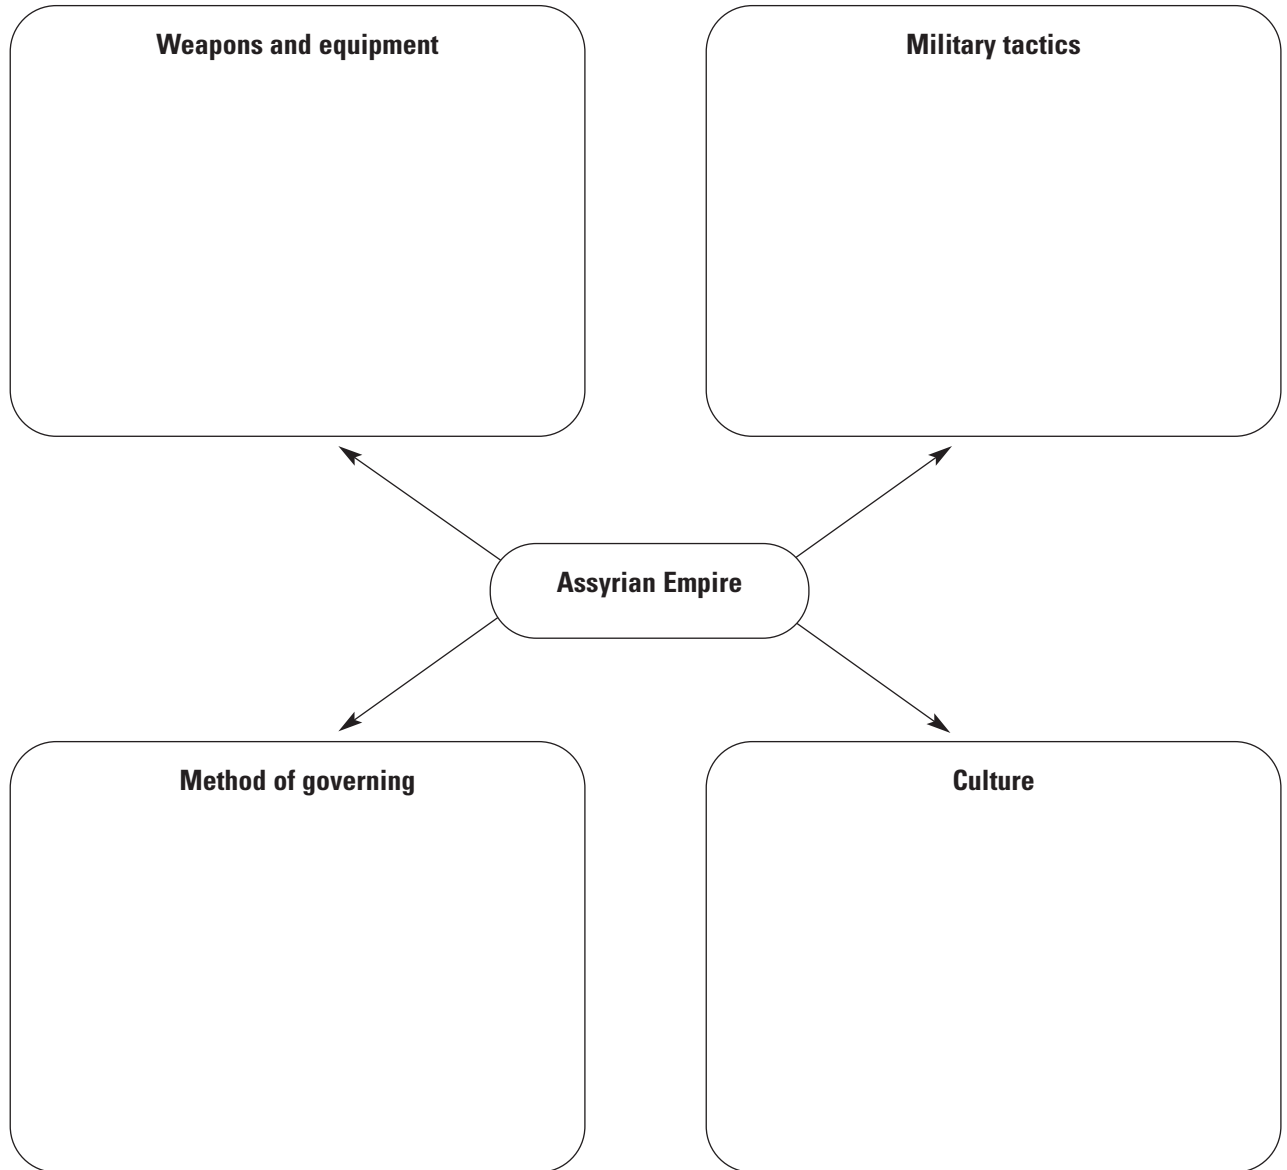 Weapons and equipment
Military tactics
Assyrian Empire
Method of governing
Culture